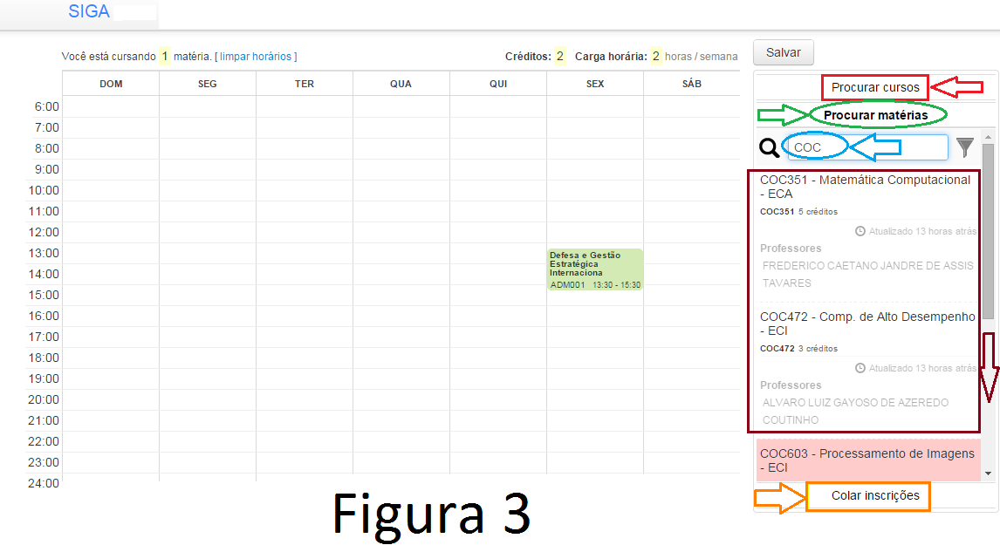 SIGA
Você está cursando 1 matéria. [ limpar horários ]
Créditos: 2 Carga horária: 2 horas / semana
Salvar
DOM SEG TER QUA QUI SEX SÁB
6:00
7:00
8:00
9:00
10:00
11:00
12:00
13:00
14:00
15:00
16:00
17:00
18:00
19:00
20:00
21:00
22:00
23:00
24:00
Defesa e Gestão
Estratégica
Internaciona
ADM001 13:30 - 15:30
Procurar cursos
Procurar matérias
COC
COC351 - Matemática Computacional
- ECA
COC351 5 créditos
Atualizado 13 horas atrás
Professores
FREDERICO CAETANO JANDRE DE ASSIS
TAVARES
COC472 - Comp. de Alto Desempenho
- ECI
COC472 3 créditos
Atualizado 13 horas atrás
Professores
ALVARO LUIZ GAYOSO DE AZEREDO
COUTINHO
COC603 - Processamento de Imagens
- ECI
Colar inscrições
Figura 3